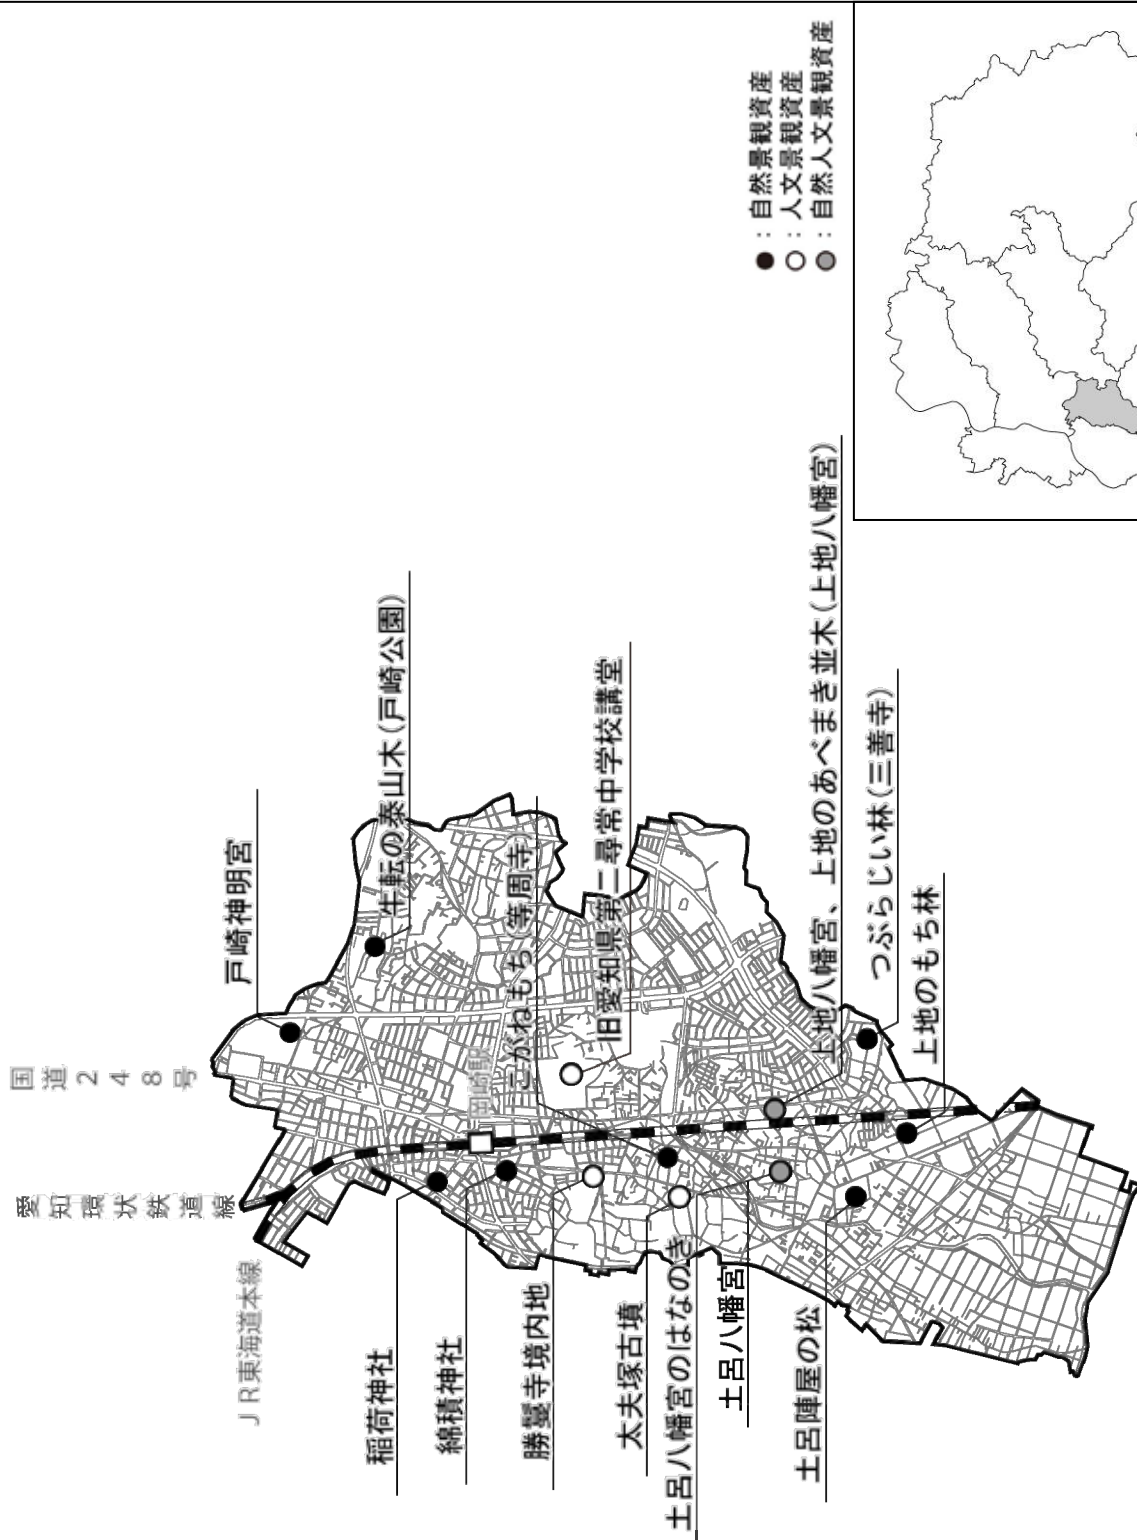 国道248号
愛知環状鉄道線
JR東海道本線
岡崎駅
●：自然景観資産
○：人文景観資産
●：自然人文景観資産
戸崎神明宮
牛転の泰山木（戸崎公園）
こがねもち（等周寺）
旧愛知県第二尋常中学校講堂
上地八幡宮、上地のあべまき並木（上地八幡宮）
つぶらじい林（三善寺）
上地のもち林
稲荷神社
綿積神社
勝鬘寺境内地
太夫塚古墳
土呂八幡宮のはなのき
土呂八幡宮
土呂陣屋の松